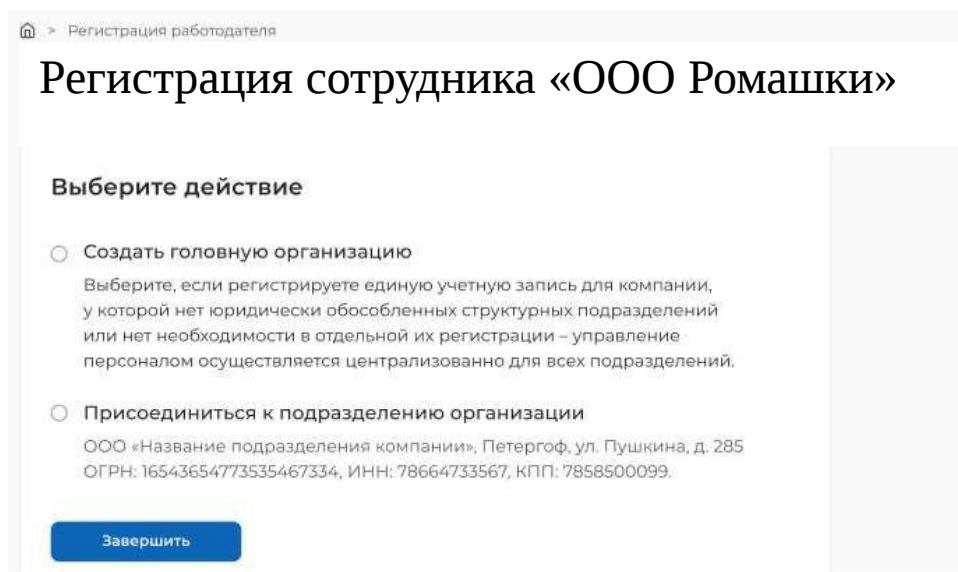 > Регистрация работодателя
Регистрация сотрудника «ООО Ромашки»
Выберите действие
Создать головную организацию
Выберите, если регистрируете единую учетную запись для компании,
у которой нет юридически обособленных структурных подразделений
или нет необходимости в отдельной их регистрации – управление
персоналом осуществляется централизованно для всех подразделений.
Присоединиться к подразделению организации
ООО «Название подразделения компании», Петергоф, ул. Пушкина, д. 285
ОГРН: 16543654773535467334, ИНН: 78664733567, КПП: 7858500099.
Завершить